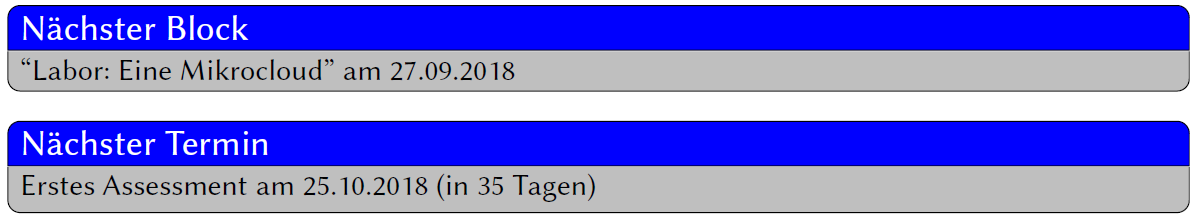 Nächster Block
“Labor: Eine Mikrocloud” am 27.09.2018
Nächster Termin
Erstes Assessment am 25.10.2018 (in 35 Tagen)